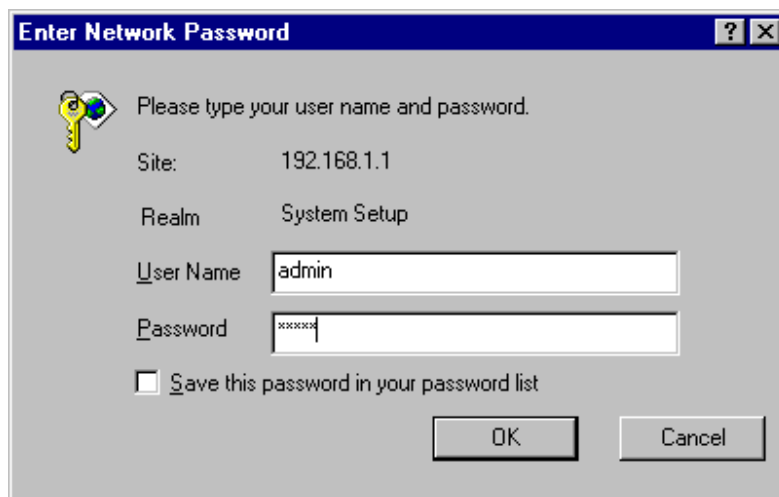 Enter Network Password
Please type your user name and password.
Site: 192.168.1.1
Realm System Setup
User Name admin
Password *****
Save this password in your password list
OK Cancel